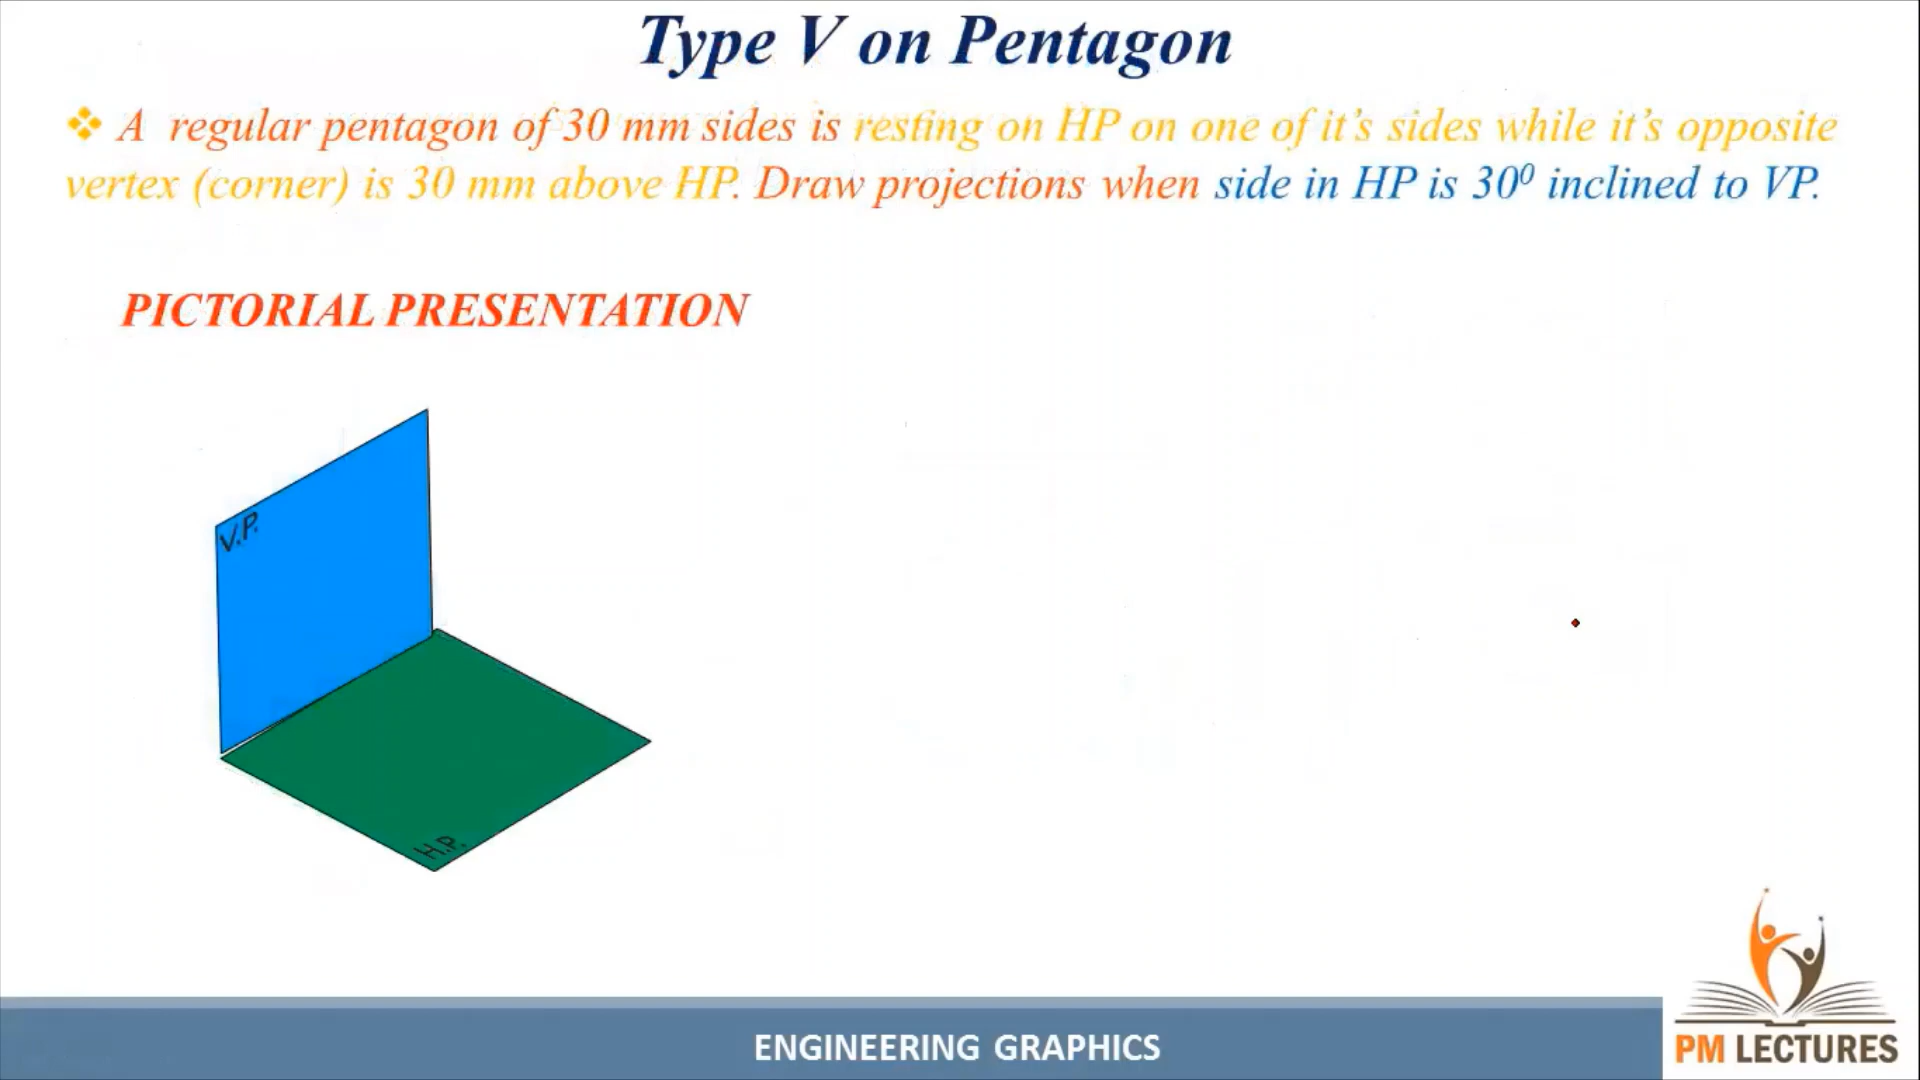 Type V on Pentagon
❖ A regular pentagon of 30 mm sides is resting on HP on one of it's sides while it's opposite
vertex (corner) is 30 mm above HP. Draw projections when side in HP is 30⁰ inclined to VP.
PICTORIAL PRESENTATION
V.P.
H.P.
ENGINEERING GRAPHICS
PM LECTURES